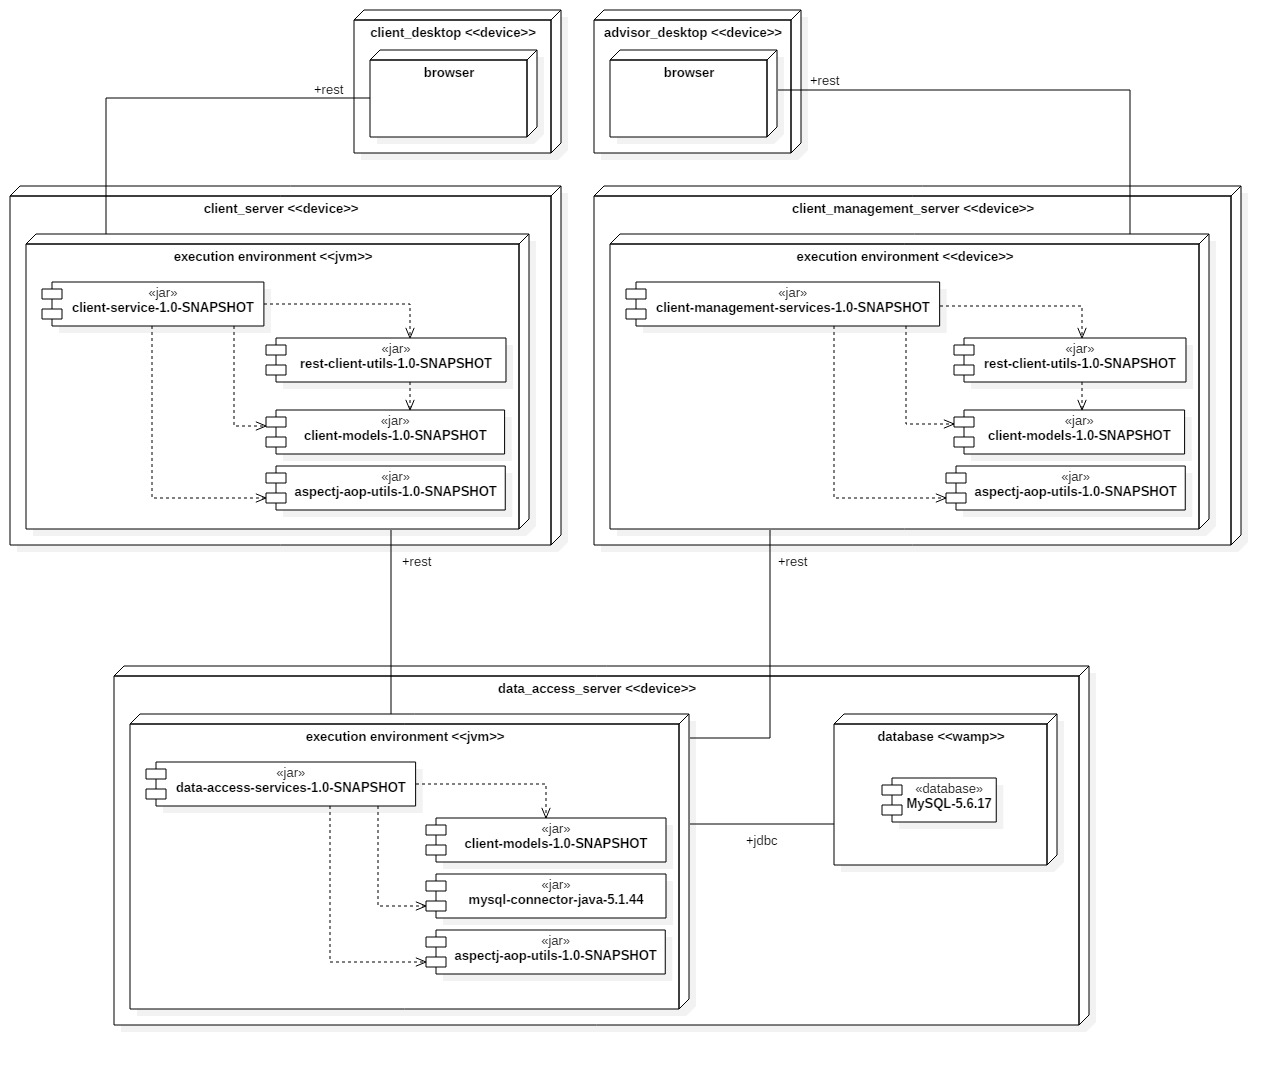 client_desktop <<device>>
browser
+rest
advisor_desktop <<device>>
browser
+rest
client_server <<device>>
execution environment <<jvm>>
«jar»
client-service-1.0-SNAPSHOT
«jar»
rest-client-utils-1.0-SNAPSHOT
«jar»
client-models-1.0-SNAPSHOT
«jar»
aspectj-aop-utils-1.0-SNAPSHOT
+rest
client_management_server <<device>>
execution environment <<device>>
«jar»
client-management-services-1.0-SNAPSHOT
«jar»
rest-client-utils-1.0-SNAPSHOT
«jar»
client-models-1.0-SNAPSHOT
«jar»
aspectj-aop-utils-1.0-SNAPSHOT
+rest
data_access_server <<device>>
execution environment <<jvm>>
«jar»
data-access-services-1.0-SNAPSHOT
«jar»
client-models-1.0-SNAPSHOT
«jar»
mysql-connector-java-5.1.44
«jar»
aspectj-aop-utils-1.0-SNAPSHOT
+jdbc
database <<wamp>>
«database»
MySQL-5.6.17